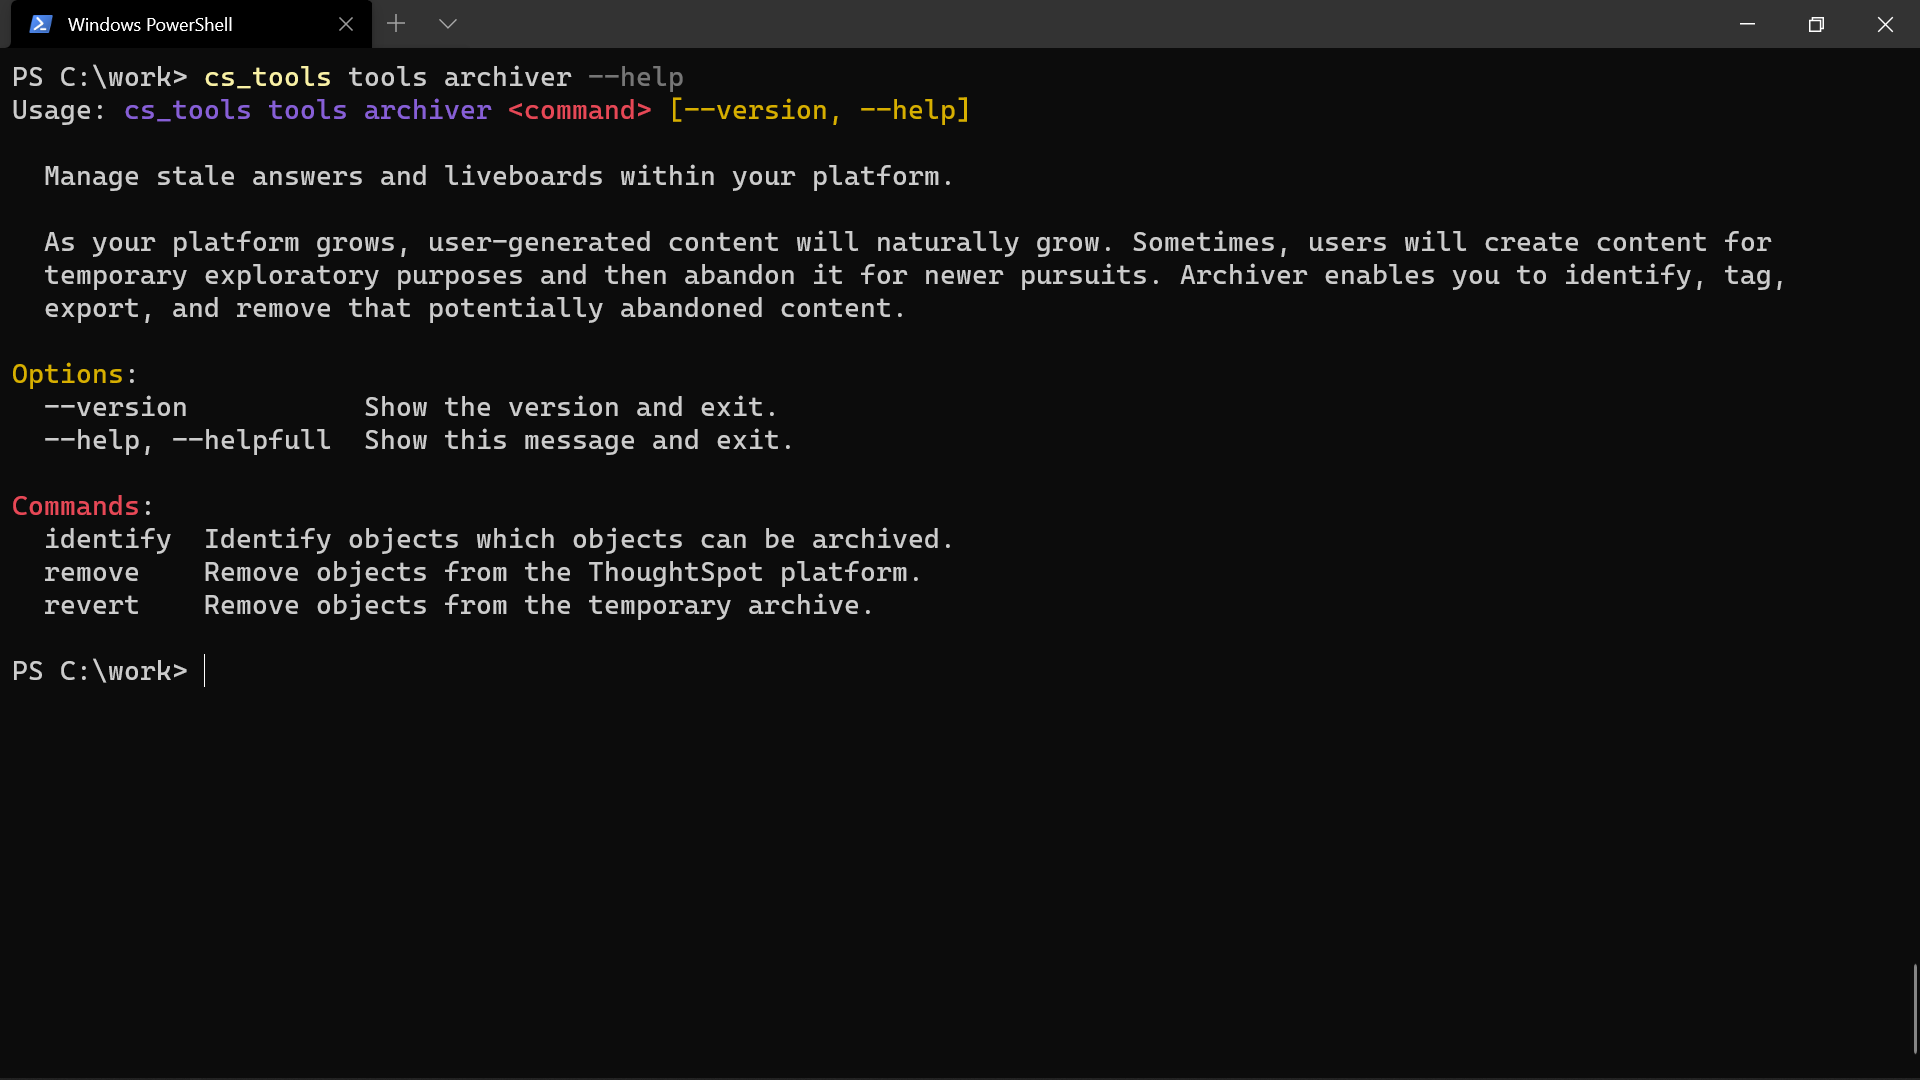 Windows PowerShell
PS C:\work> cs_tools tools archiver --help
Usage: cs_tools tools archiver <command> [--version, --help]
Manage stale answers and liveboards within your platform.
As your platform grows, user-generated content will naturally grow. Sometimes, users will create content for
temporary exploratory purposes and then abandon it for newer pursuits. Archiver enables you to identify, tag,
export, and remove that potentially abandoned content.
Options:
--version Show the version and exit.
--help, --helpfull Show this message and exit.
Commands:
identify Identify objects which objects can be archived.
remove Remove objects from the ThoughtSpot platform.
revert Remove objects from the temporary archive.
PS C:\work>